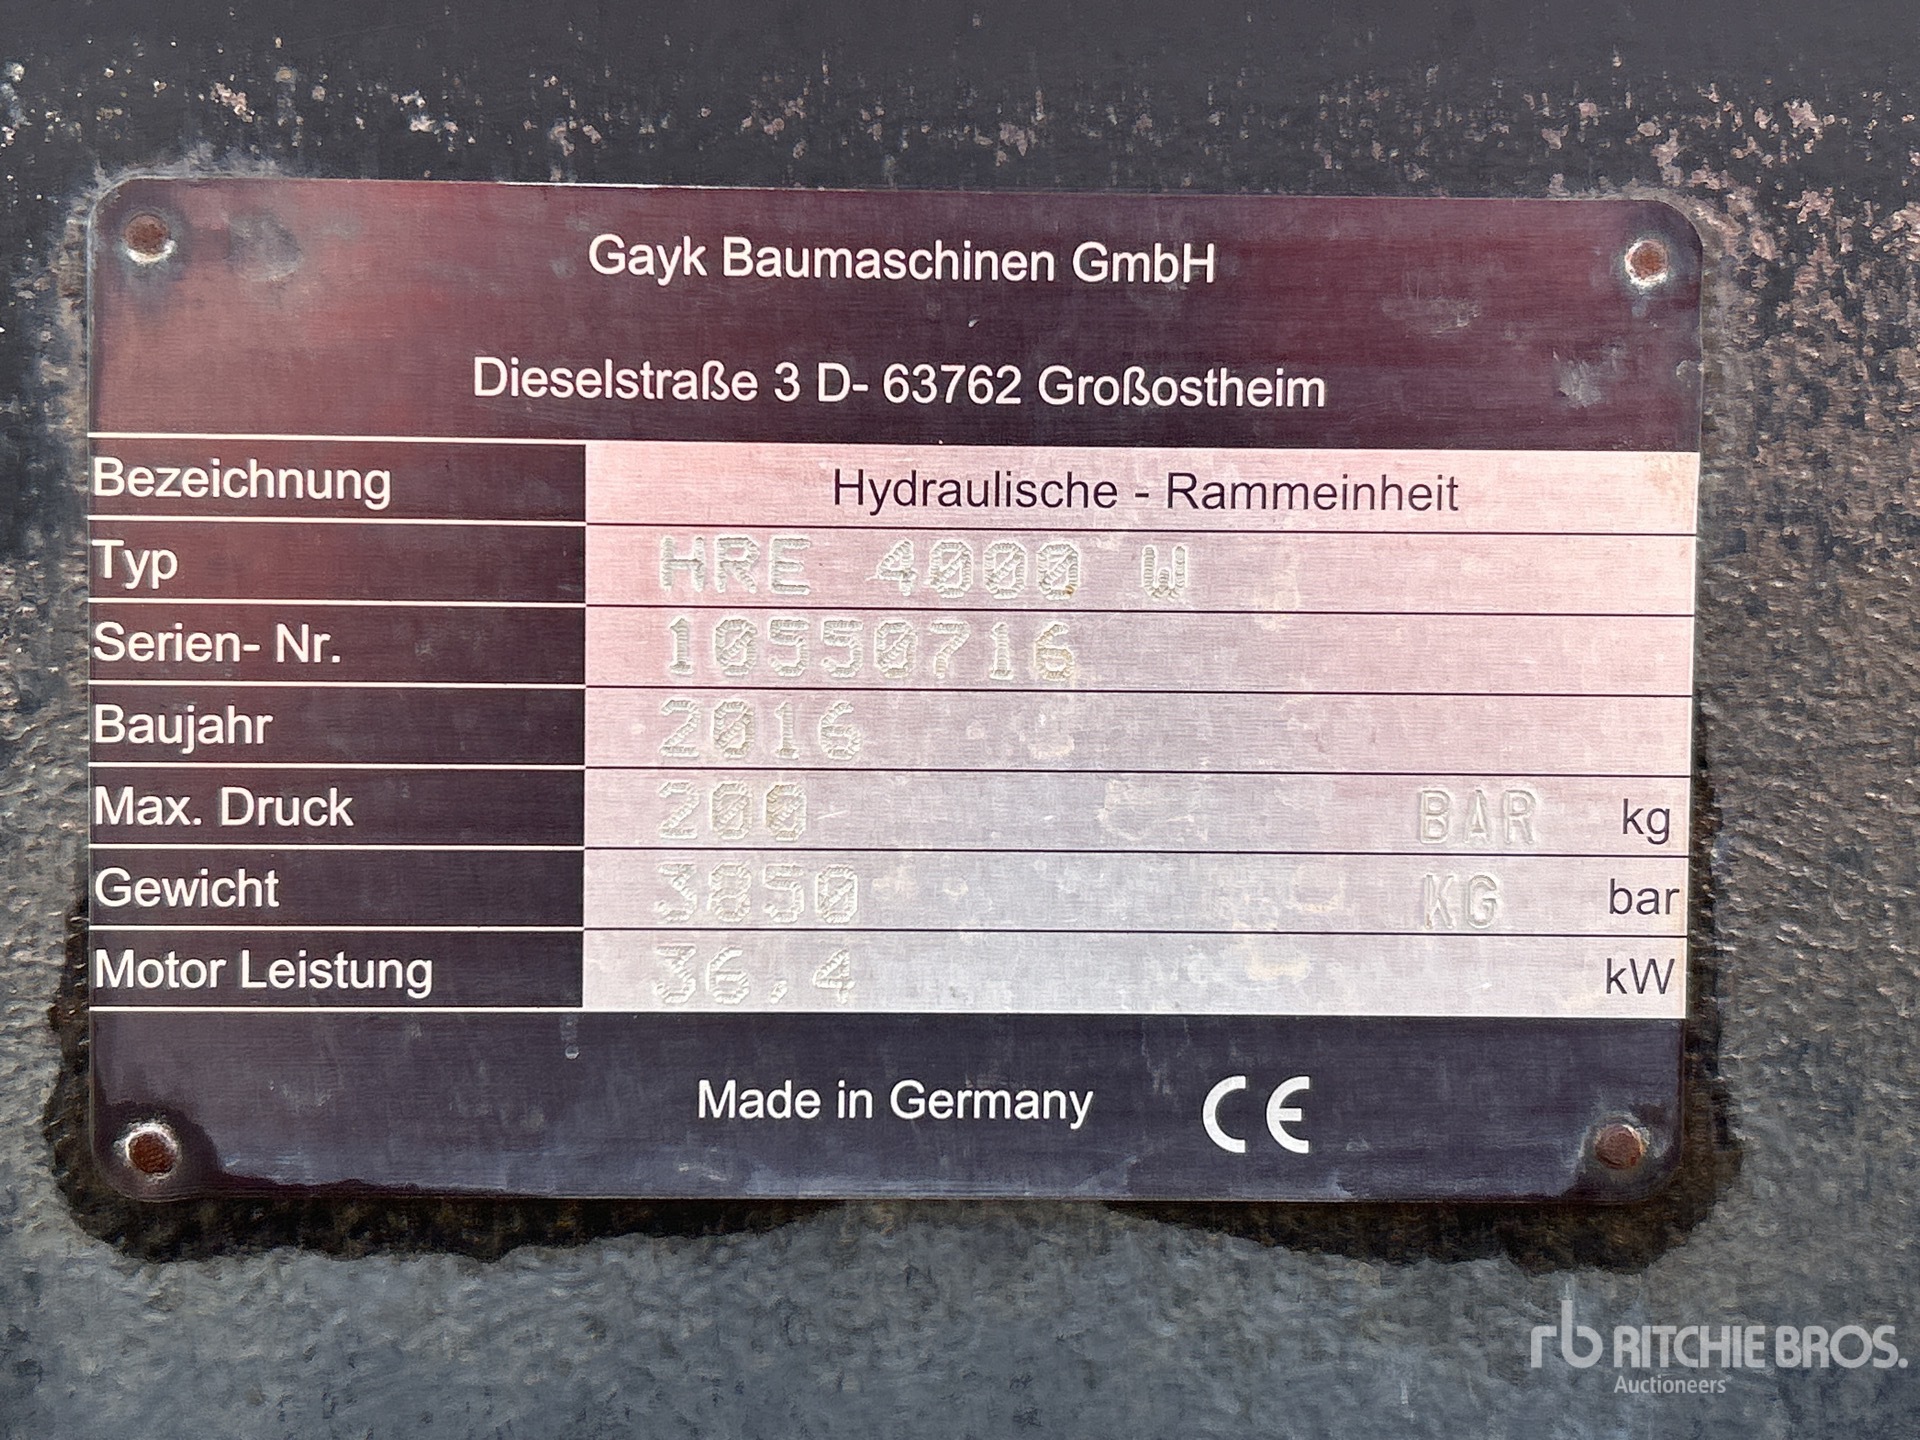 Gayk Baumaschinen GmbH
Dieselstraße 3 D- 63762 Großostheim
Bezeichnung Hydraulische - Rammeinheit
Typ HRE 4000 W
Serien- Nr. 10550716
Baujahr 2016
Max. Druck 200 BAR kg
Gewicht 3850 KG bar
Motor Leistung 36,4 kW
Made in Germany CE
rb RITCHIE BROS.
Auctioneers